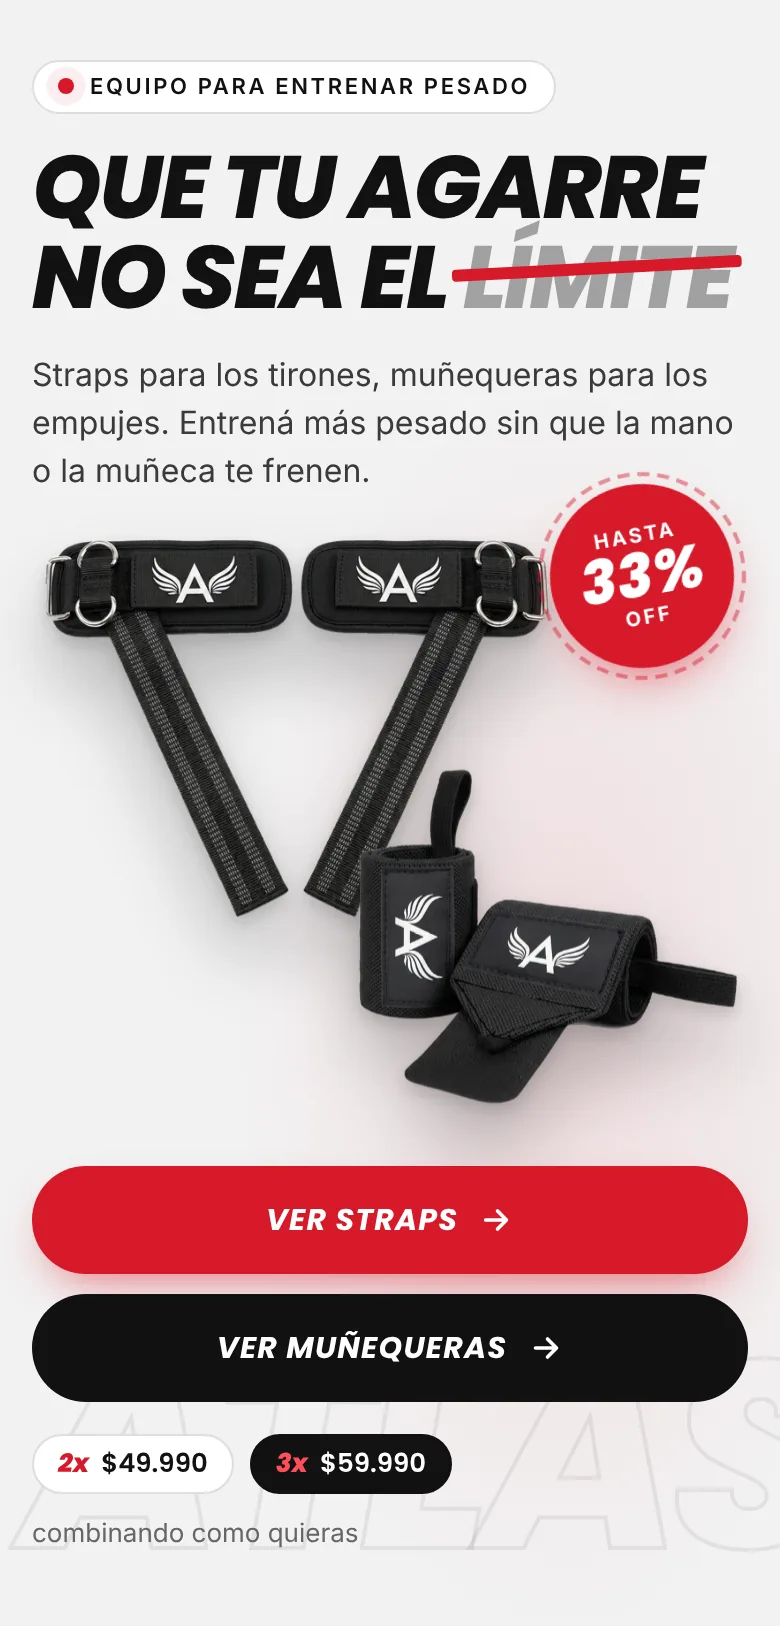 EQUIPO PARA ENTRENAR PESADO
QUE TU AGARRE
NO SEA EL LÍMITE
Straps para los tirones, muñequeras para los
empujes. Entrená más pesado sin que la mano
o la muñeca te frenen.
HASTA
33%
OFF
A
A
A
A
VER STRAPS →
VER MUÑEQUERAS →
ATLAS
2x $49.990
3x $59.990
combinando como quieras